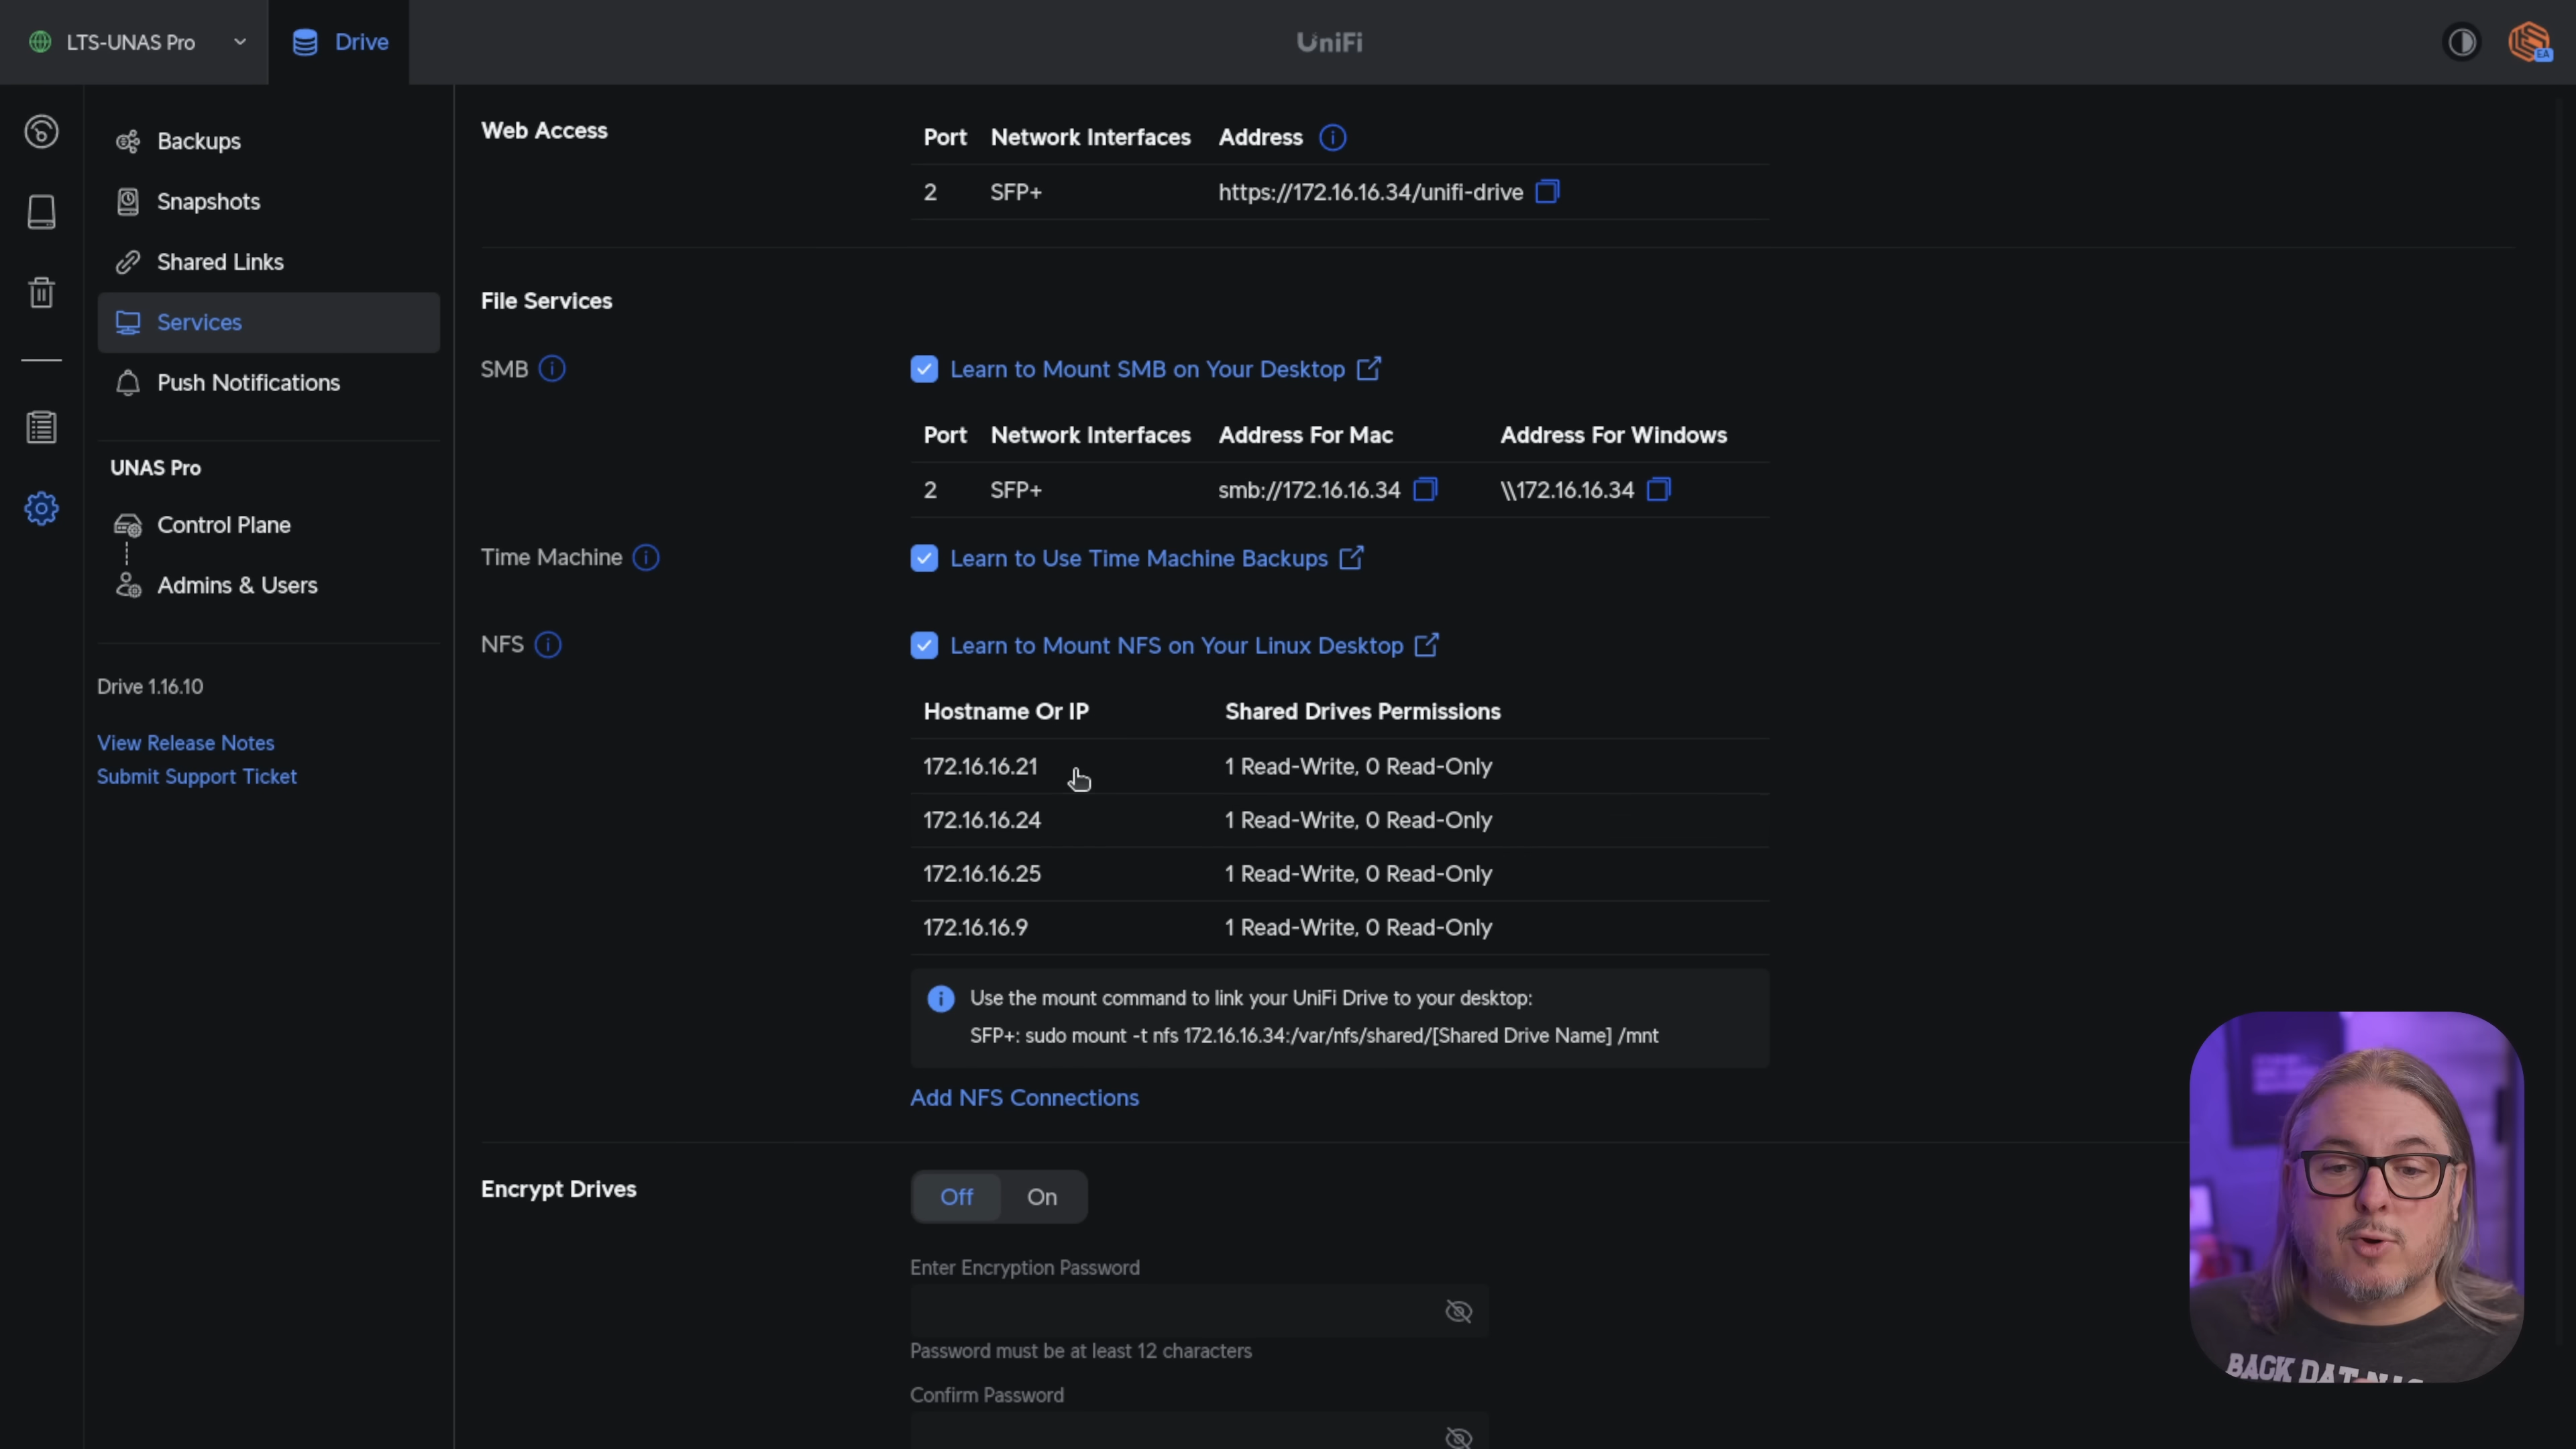 LTS-UNAS Pro
Drive
UniFi
EA
Backups
Snapshots
Shared Links
Services
Push Notifications
UNAS Pro
Control Plane
Admins & Users
Drive 1.16.10
View Release Notes
Submit Support Ticket
Web Access
Port Network Interfaces Address
2 SFP+ https://172.16.16.34/unifi-drive
File Services
SMB
Learn to Mount SMB on Your Desktop
Port Network Interfaces Address For Mac Address For Windows
2 SFP+ smb://172.16.16.34 \\172.16.16.34
Time Machine
Learn to Use Time Machine Backups
NFS
Learn to Mount NFS on Your Linux Desktop
Hostname Or IP Shared Drives Permissions
172.16.16.21 1 Read-Write, 0 Read-Only
172.16.16.24 1 Read-Write, 0 Read-Only
172.16.16.25 1 Read-Write, 0 Read-Only
172.16.16.9 1 Read-Write, 0 Read-Only
Use the mount command to link your UniFi Drive to your desktop:
SFP+: sudo mount -t nfs 172.16.16.34:/var/nfs/shared/[Shared Drive Name] /mnt
Add NFS Connections
Encrypt Drives
Off On
Enter Encryption Password
Password must be at least 12 characters
Confirm Password
BACK DAT